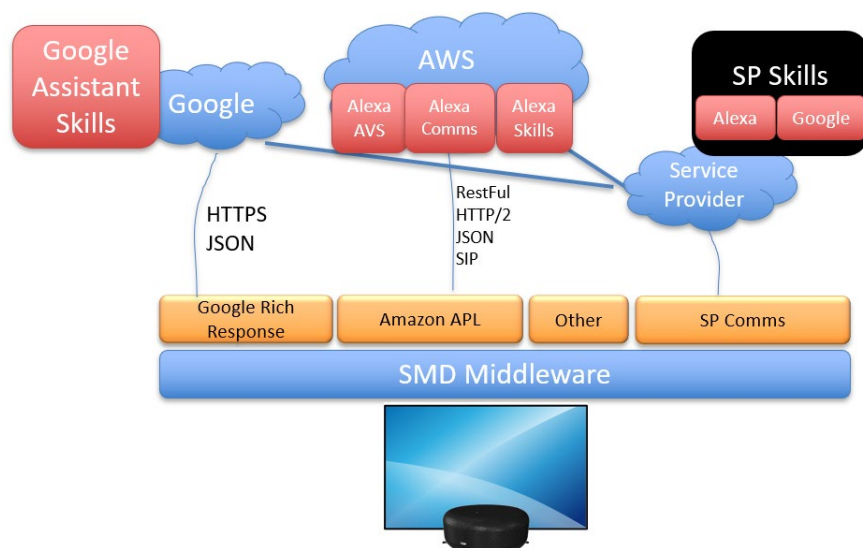 Google
Assistant
Skills
Google
AWS
Alexa
AVS
Alexa
Comms
Alexa
Skills
SP Skills
Alexa
Google
Service
Provider
HTTPS
JSON
RestFul
HTTP/2
JSON
SIP
Google Rich
Response
Amazon APL
Other
SP Comms
SMD Middleware